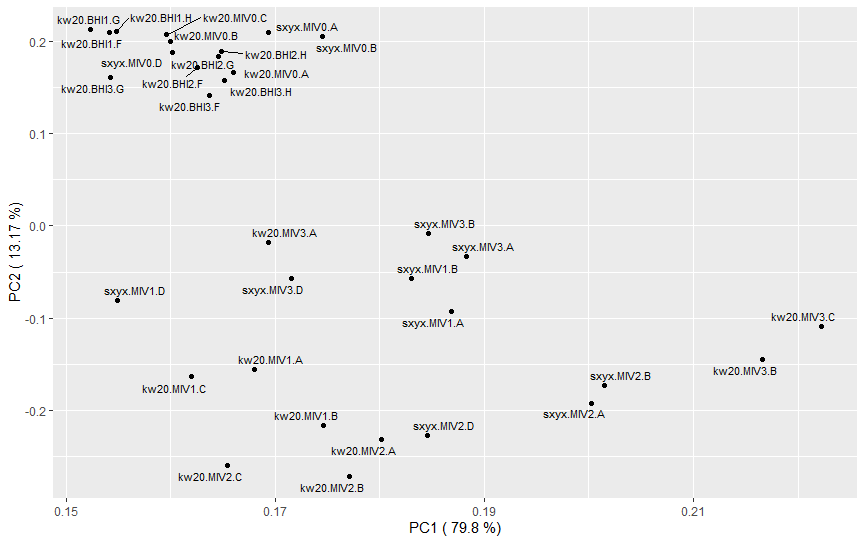 kw20.BHI1.G
kw20.BHI1.H
kw20.MIV0.C
sxyx.MIV0.A
kw20.BHI1.F
kw20.MIV0.B
sxyx.MIV0.B
sxyx.MIV0.D
kw20.BHI2.G
kw20.BHI2.H
kw20.BHI3.G
kw20.BHI2.F
kw20.MIV0.A
kw20.BHI3.F
kw20.BHI3.H
kw20.MIV3.A
sxyx.MIV3.B
sxyx.MIV3.A
sxyx.MIV1.B
sxyx.MIV1.D
sxyx.MIV3.D
sxyx.MIV1.A
kw20.MIV3.C
kw20.MIV1.A
kw20.MIV3.B
kw20.MIV1.C
sxyx.MIV2.B
kw20.MIV1.B
sxyx.MIV2.D
sxyx.MIV2.A
kw20.MIV2.A
kw20.MIV2.C
kw20.MIV2.B
0.2
0.1
0.0
-0.1
-0.2
PC2 ( 13.17 %)
0.15
0.17
0.19
0.21
PC1 ( 79.8 %)